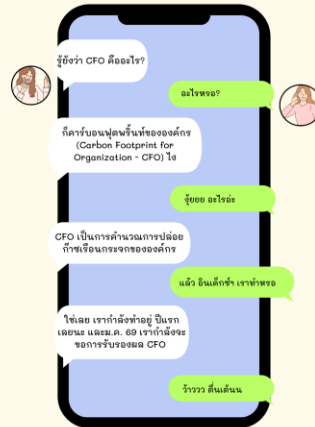 รู้ยังว่า CFO คืออะไร?
อะไรหรอ?
ก็คาร์บอนฟุตพริ้นท์ขององค์กร
(Carbon Footprint for
Organization - CFO) ไง
งุ้ยยย อะไรอ่ะ
CFO เป็นการคำนวณการปล่อย
ก๊าซเรือนกระจกขององค์กร
แล้ว อินเด็กซ์ฯ เราทำหรอ
ใช่เลย เรากำลังทำอยู่ ปีแรก
เลยนะ และม.ค. 69 เรากำลังจะ
ขอการรับรองผล CFO
ว้าววว ตื่นเต้นน